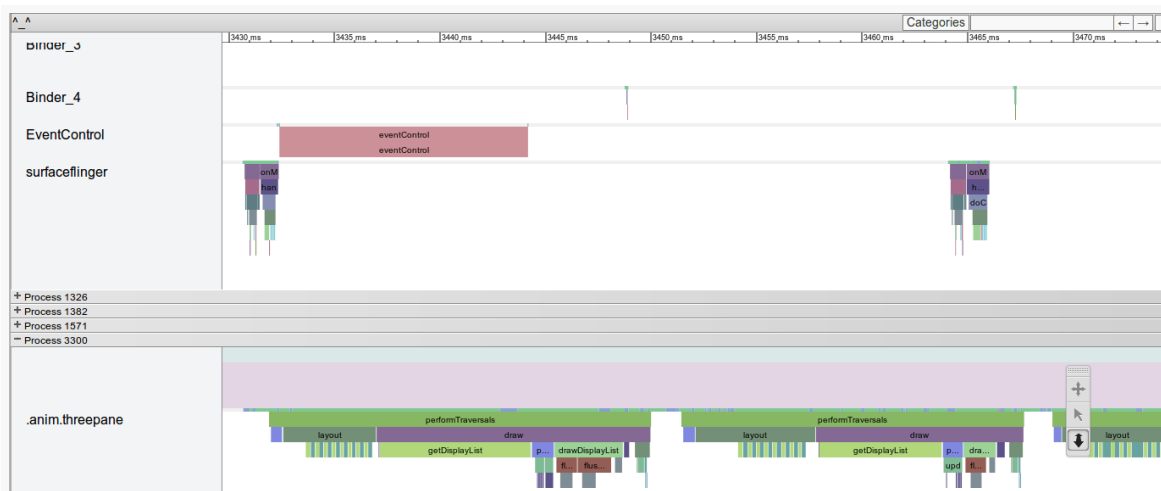 ^_^ Categories ← →
3430 ms 3435 ms 3440 ms 3445 ms 3450 ms 3455 ms 3460 ms 3465 ms 3470 ms
Binder_3
Binder_4
EventControl
eventControl
eventControl
surfaceflinger
onM onM
han h...
doC
+ Process 1326
+ Process 1382
+ Process 1571
− Process 3300
.anim.threepane
performTraversals performTraversals
layout draw layout draw layout
getDisplayList p... drawDisplayList getDisplayList p... dra...
fl... flus... upd fl...